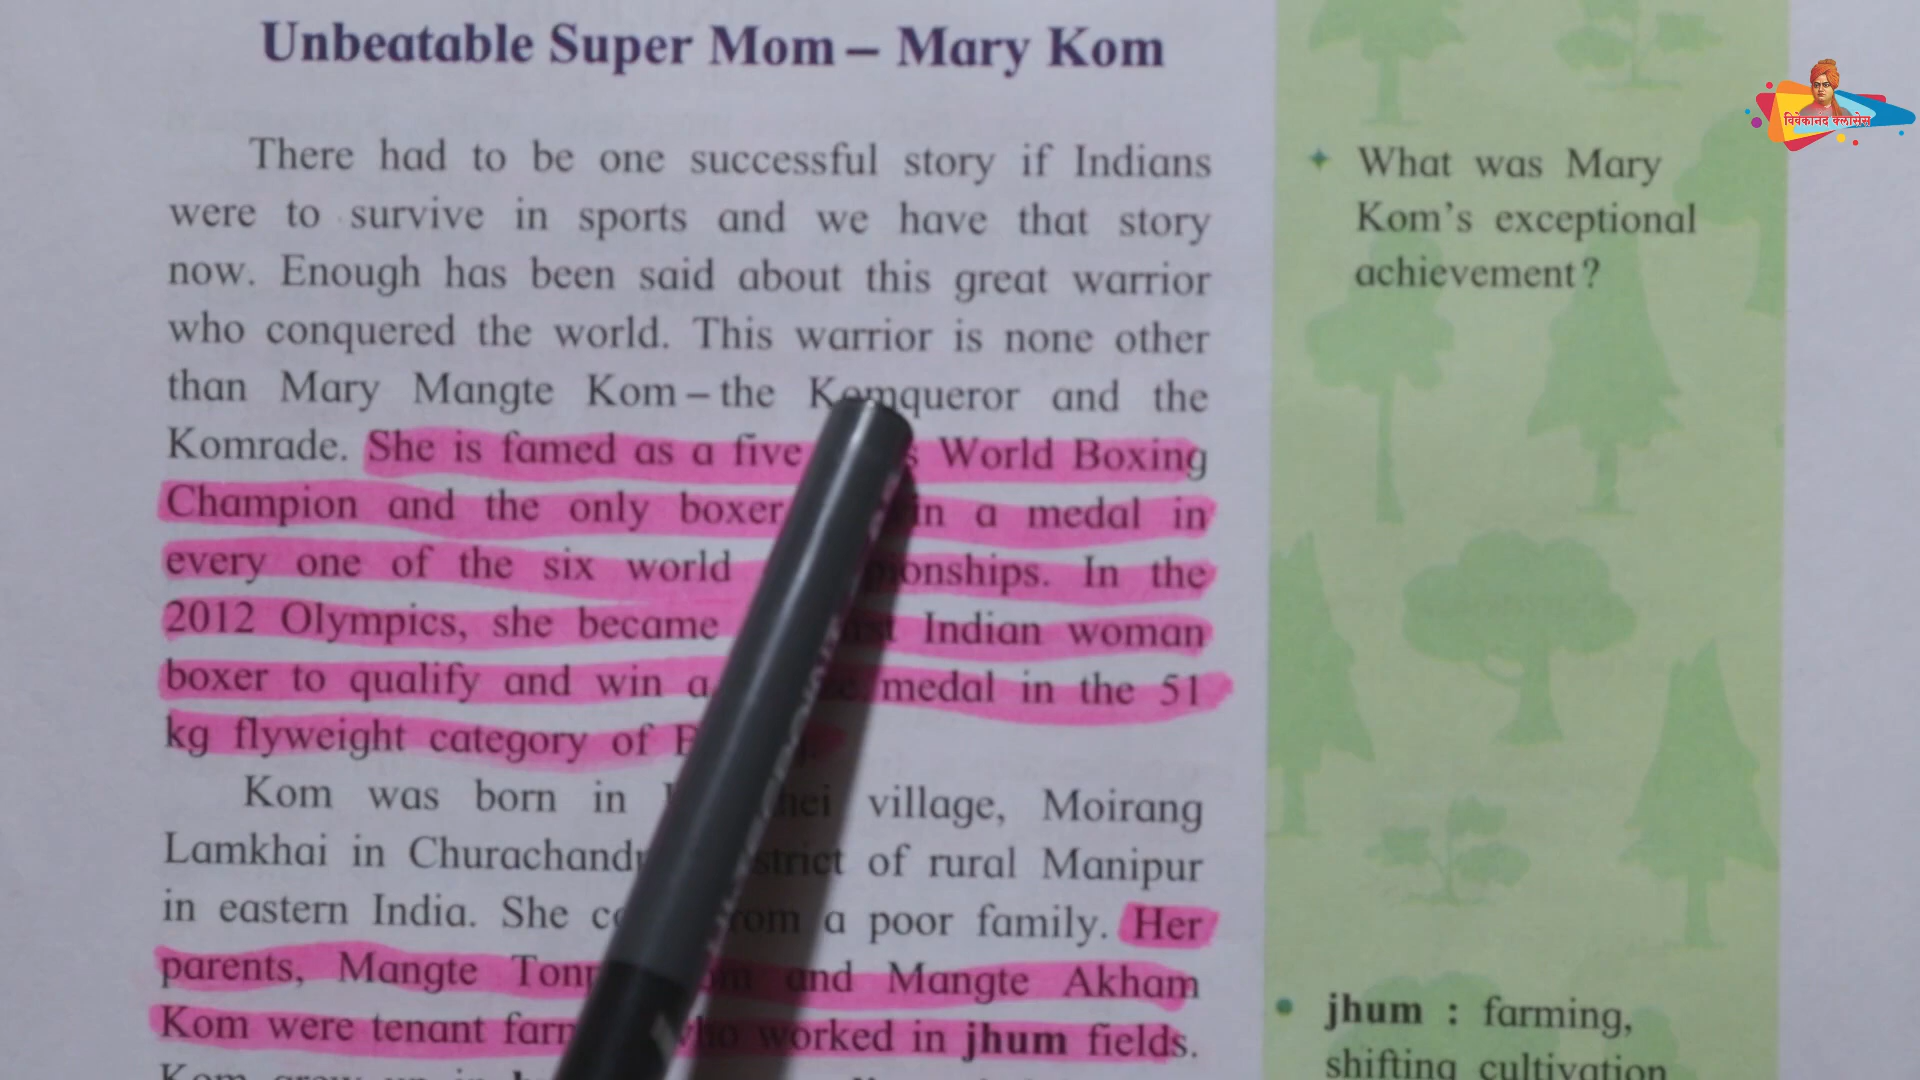 Unbeatable Super Mom – Mary Kom
There had to be one successful story if Indians
were to survive in sports and we have that story
now. Enough has been said about this great warrior
who conquered the world. This warrior is none other
than Mary Mangte Kom – the Komqueror and the
Komrade. She is famed as a five World Boxing
Champion and the only boxer in a medal in
every one of the six world In the
2012 Olympics, she became Indian woman
boxer to qualify and win a medal in the 51
kg flyweight category of
Kom was born in village, Moirang
Lamkhai in of rural Manipur
in eastern India. She from a poor family. Her
parents, Mangte and Mangte Akham
Kom were tenant who worked in jhum fields.
What was Mary
Kom's exceptional
achievement ?
jhum : farming,
shifting cultivation
विवेकानंद क्लासेस